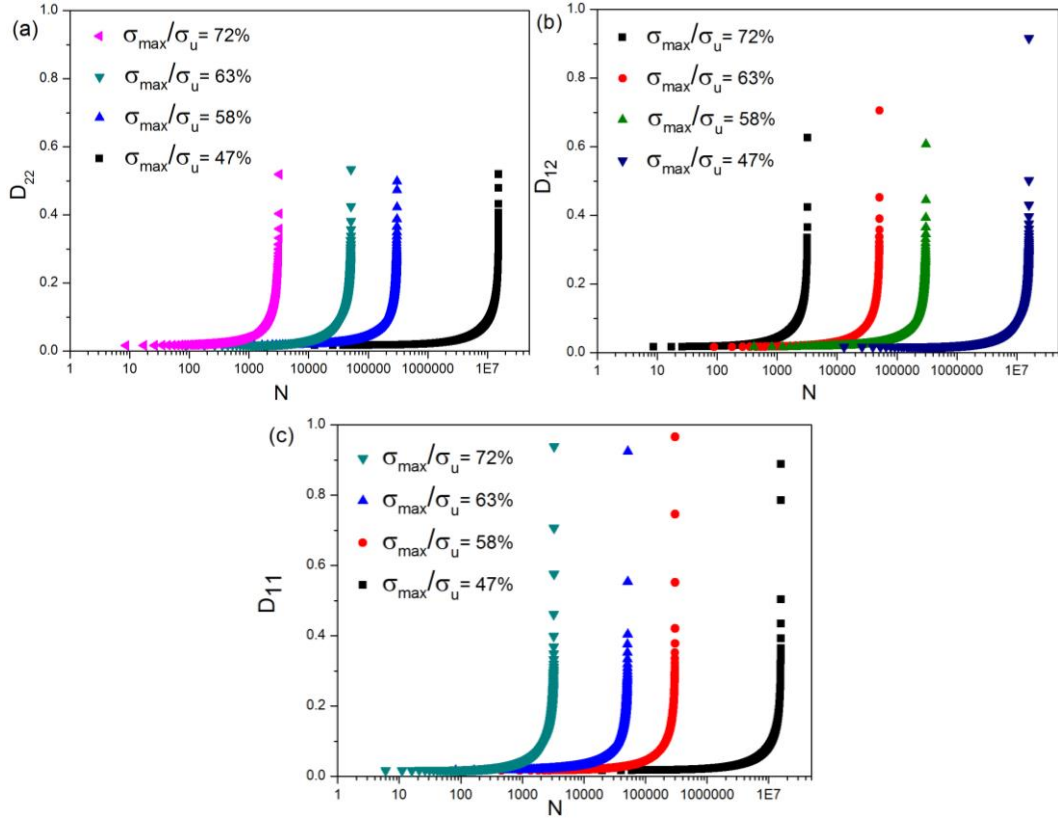 (a)
1.0
0.8
0.6
0.4
0.2
0.0
D22
σmax/σu = 72%
σmax/σu = 63%
σmax/σu = 58%
σmax/σu = 47%
1 10 100 1000 10000 100000 1000000 1E7
N
(b)
1.0
0.8
0.6
0.4
0.2
0.0
D12
σmax/σu = 72%
σmax/σu = 63%
σmax/σu = 58%
σmax/σu = 47%
1 10 100 1000 10000 100000 1000000 1E7
N
(c)
1.0
0.8
0.6
0.4
0.2
0.0
D11
σmax/σu = 72%
σmax/σu = 63%
σmax/σu = 58%
σmax/σu = 47%
1 10 100 1000 10000 100000 1000000 1E7
N